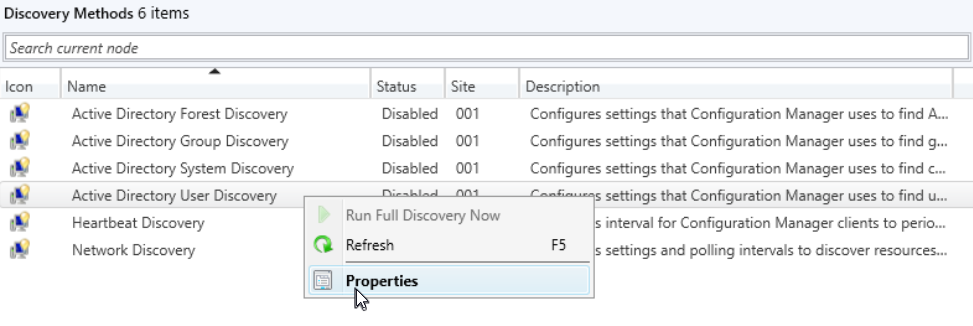 Discovery Methods 6 items
Search current node
Icon Name Status Site Description
Active Directory Forest Discovery Disabled 001 Configures settings that Configuration Manager uses to find A...
Active Directory Group Discovery Disabled 001 Configures settings that Configuration Manager uses to find g...
Active Directory System Discovery Disabled 001 Configures settings that Configuration Manager uses to find c...
Active Directory User Discovery Disabled 001 Configures settings that Configuration Manager uses to find u...
Run Full Discovery Now
Heartbeat Discovery s interval for Configuration Manager clients to perio...
Refresh F5
Network Discovery s settings and polling intervals to discover resources...
Properties